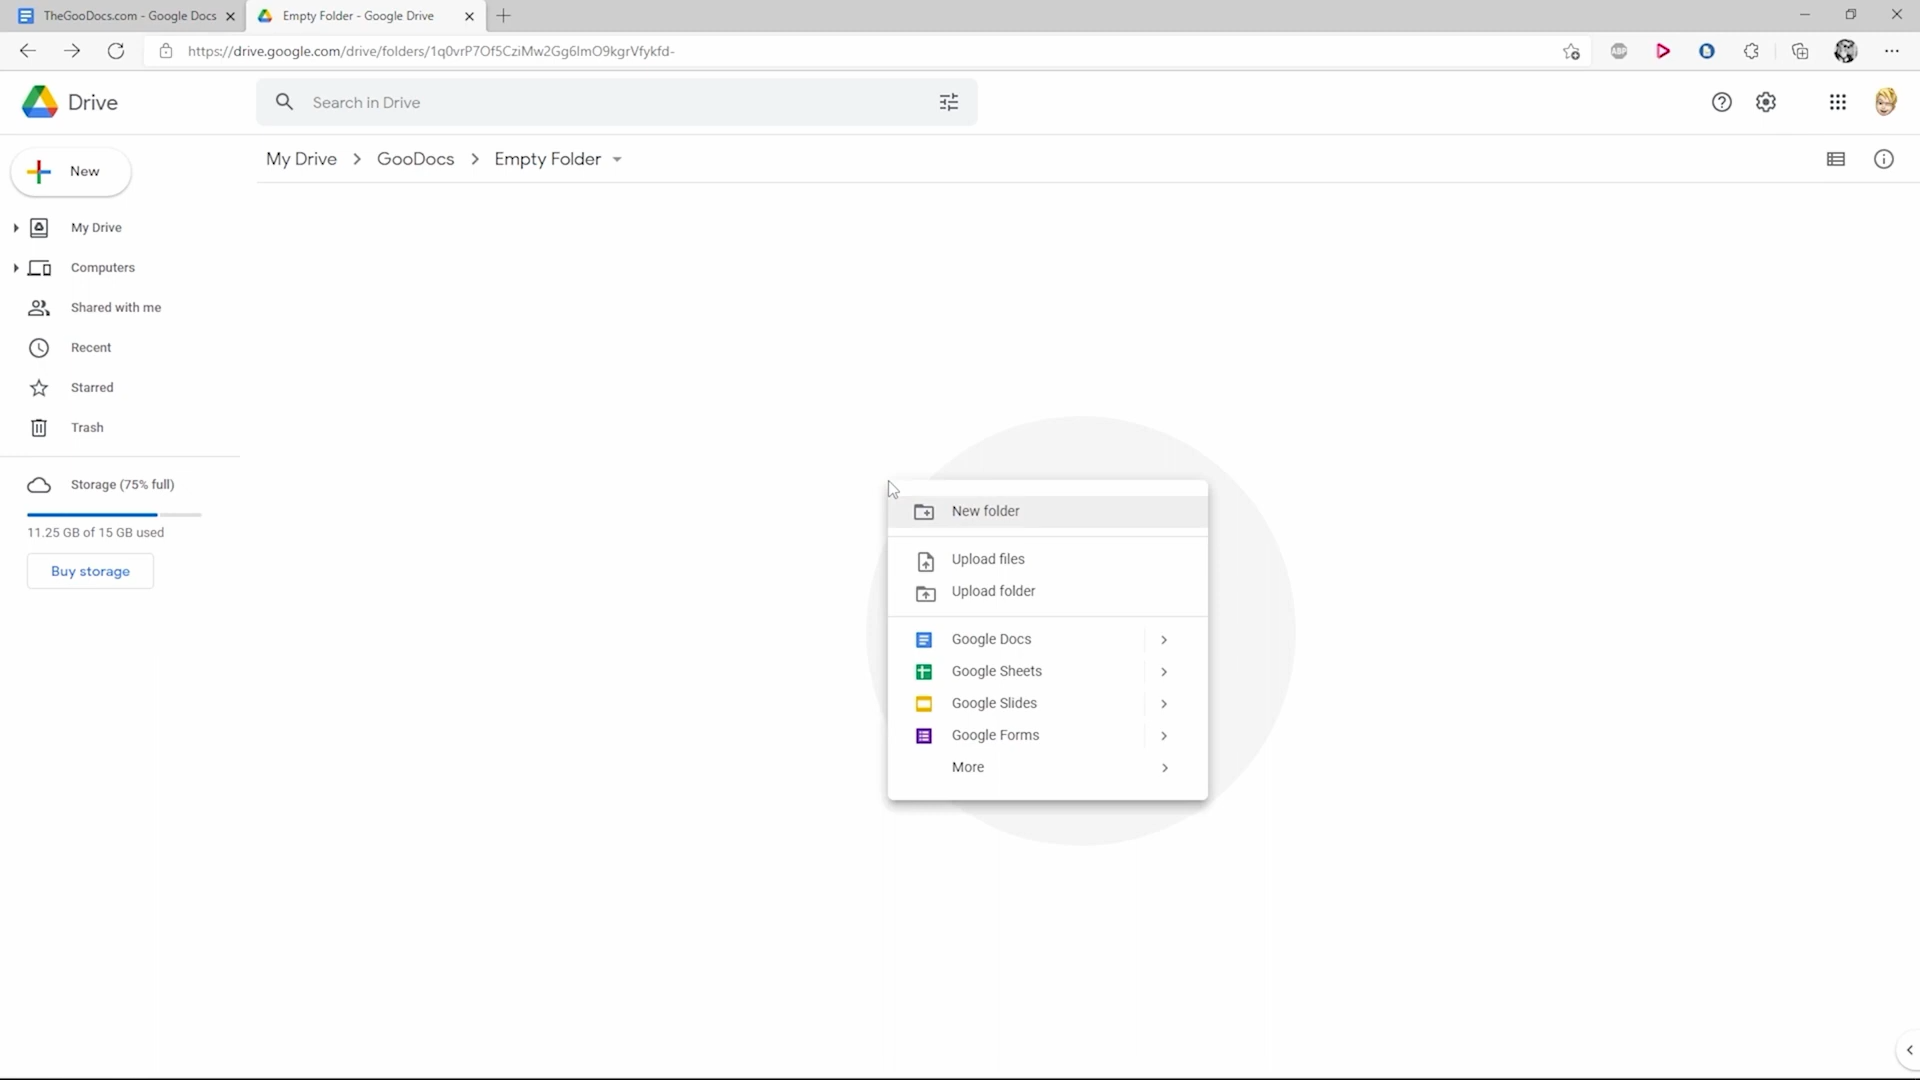 TheGooDocs.com - Google Docs
Empty Folder - Google Drive
https://drive.google.com/drive/folders/1q0vrP7Of5CziMw2Gg6lmO9kgrVfykfd-
ABP
Drive
Search in Drive
New
My Drive
GooDocs
Empty Folder
My Drive
Computers
Shared with me
Recent
Starred
Trash
Storage (75% full)
11.25 GB of 15 GB used
Buy storage
New folder
Upload files
Upload folder
Google Docs
Google Sheets
Google Slides
Google Forms
More